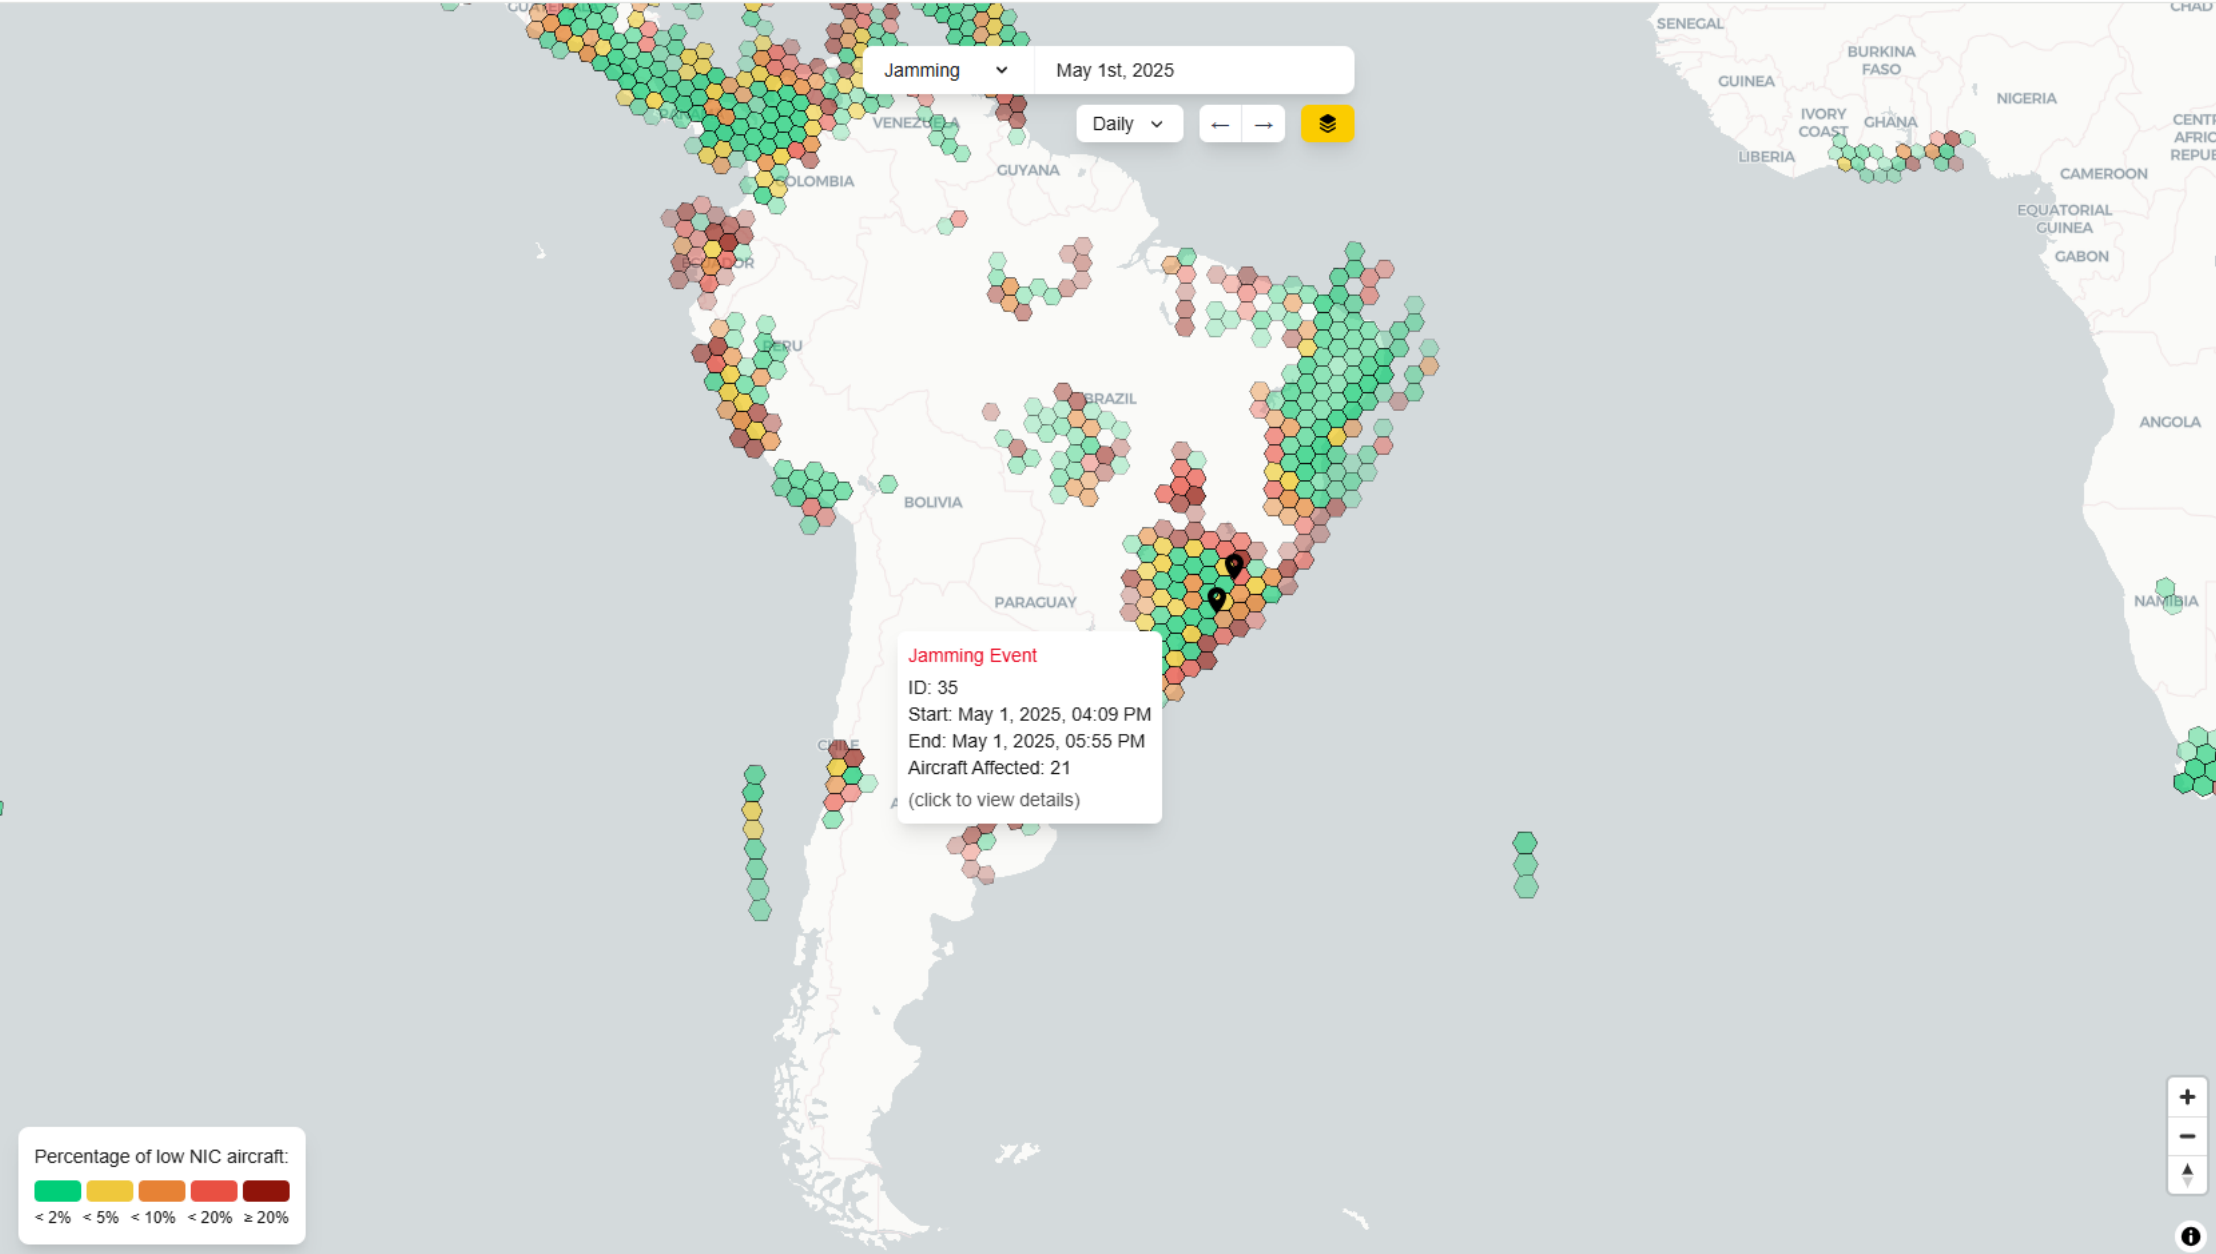 GUATEMALA
Jamming
May 1st, 2025
Daily
← →
SENEGAL
BURKINA
FASO
GUINEA
IVORY
COAST
GHANA
NIGERIA
CHAD
LIBERIA
CAMEROON
EQUATORIAL
GUINEA
GABON
ANGOLA
NAMIBIA
PANAMA
VENEZUELA
GUYANA
COLOMBIA
ECUADOR
PERU
BRAZIL
BOLIVIA
PARAGUAY
CHILE
Jamming Event
ID: 35
Start: May 1, 2025, 04:09 PM
End: May 1, 2025, 05:55 PM
Aircraft Affected: 21
(click to view details)
Percentage of low NIC aircraft:
< 2% < 5% < 10% < 20% ≥ 20%